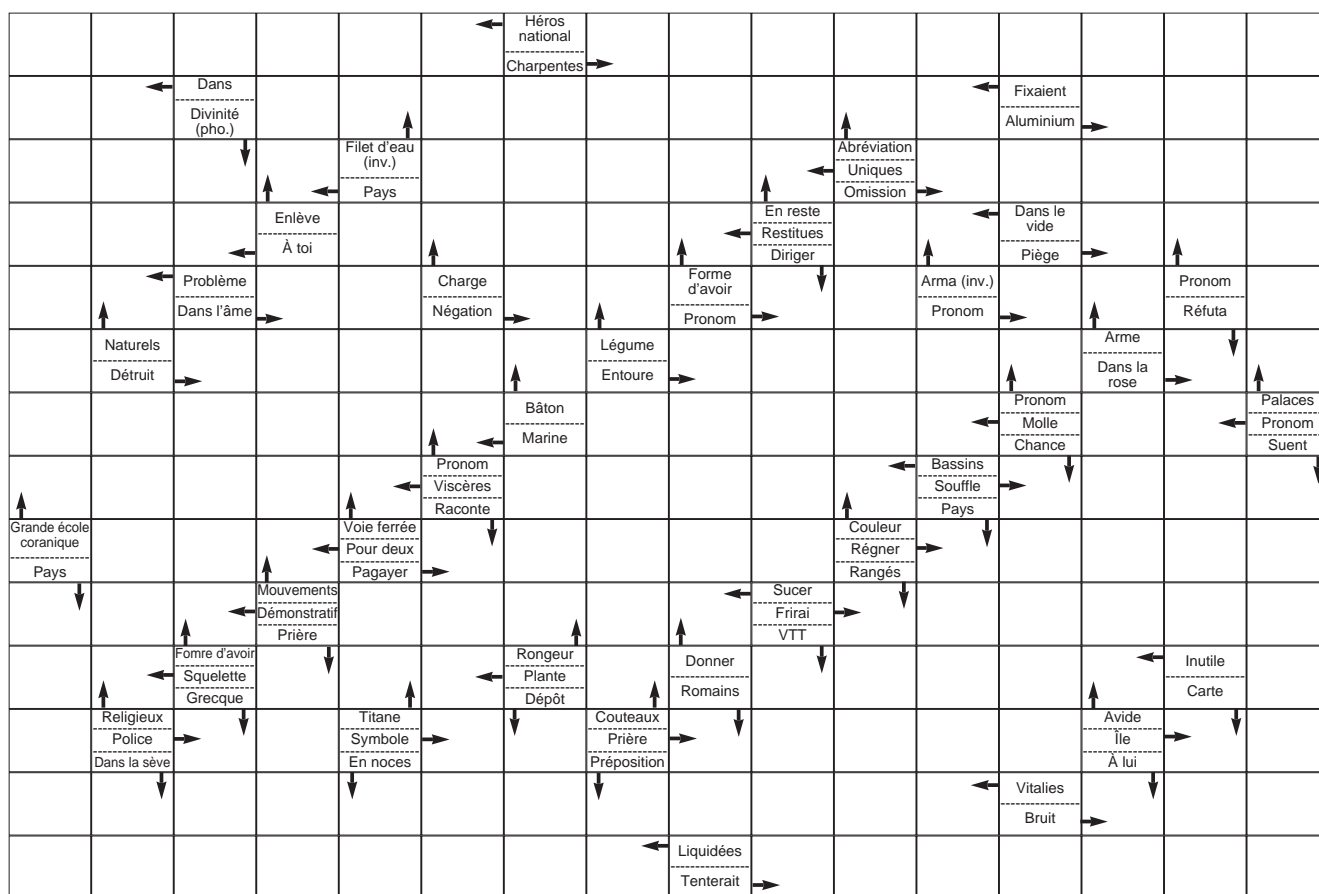 Héros
national
Charpentes
Dans
Divinité
(pho.)
Fixaient
Aluminium
Filet d'eau
(inv.)
Pays
Abréviation
Uniques
Omission
Enlève
À toi
En reste
Restitues
Diriger
Dans le
vide
Piège
Problème
Dans l'âme
Charge
Négation
Forme
d'avoir
Pronom
Arma (inv.)
Pronom
Pronom
Réfuta
Naturels
Détruit
Légume
Entoure
Arme
Dans la
rose
Bâton
Marine
Pronom
Molle
Chance
Palaces
Pronom
Suent
Pronom
Viscères
Raconte
Bassins
Souffle
Pays
Grande école
coranique
Pays
Voie ferrée
Pour deux
Pagayer
Couleur
Régner
Rangés
Mouvements
Démonstratif
Prière
Sucer
Frirai
VTT
Fomre d'avoir
Squelette
Grecque
Rongeur
Plante
Dépôt
Donner
Romains
Inutile
Carte
Religieux
Police
Dans la sève
Titane
Symbole
En noces
Couteaux
Prière
Préposition
Avide
Île
À lui
Vitalies
Bruit
Liquidées
Tenterait